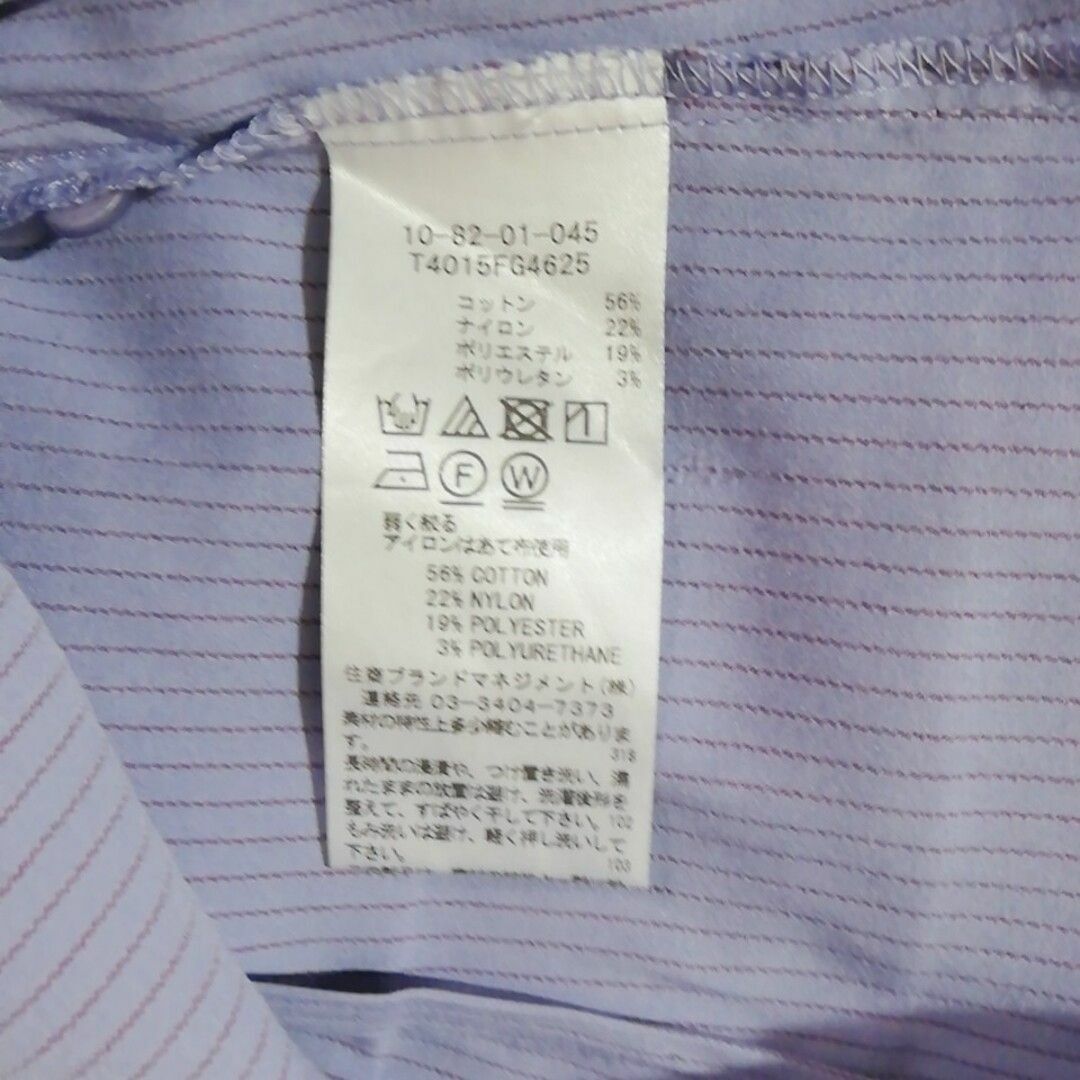 10-82-01-045
T4015FG4625
コットン 56%
ナイロン 22%
ポリエステル 19%
ポリウレタン 3%
F W
弱く絞る
アイロンはあて布使用
56% COTTON
22% NYLON
19% POLYESTER
3% POLYURETHANE
住商ブランドマネジメント(株)
連絡先 03-3404-7373
素材の特性上多少縮むことがありま
す。 318
長時間の浸漬や、つけ置き洗い、濡
れたままの放置は避け、洗濯後形を
整えて、すばやく干して下さい。102
もみ洗いは避け、軽く押し洗いして
下さい。 103